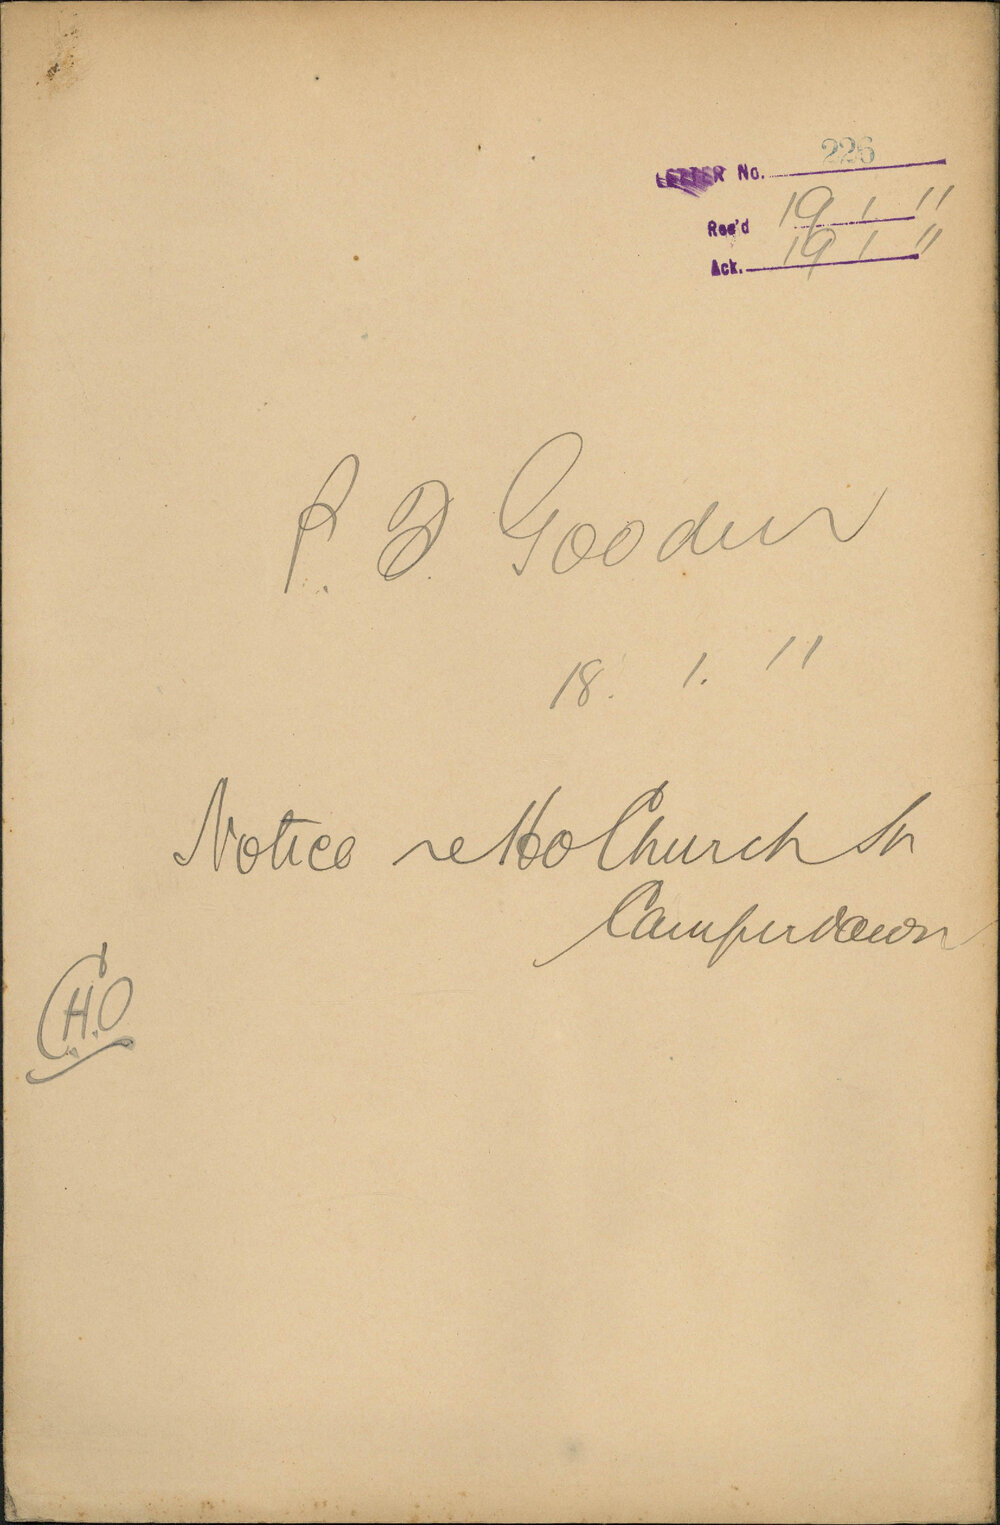 LETTER No. 226
Rec'd 19 1 11
Ack. 19 1 11
P. D. Goodwin
18. 1. 11
Notice re Hse Church St
Camperdown
C.H.O